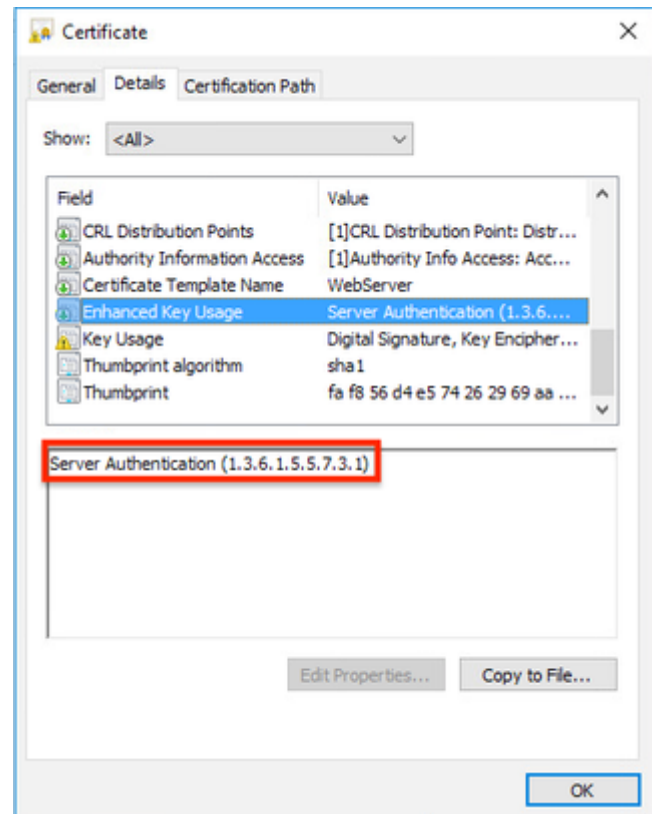 Certificate
General Details Certification Path
Show: <All>
Field Value
CRL Distribution Points [1]CRL Distribution Point: Distr...
Authority Information Access [1]Authority Info Access: Acc...
Certificate Template Name WebServer
Enhanced Key Usage Server Authentication (1.3.6....
Key Usage Digital Signature, Key Encipher...
Thumbprint algorithm sha1
Thumbprint fa f8 56 d4 e5 74 26 29 69 aa ...
Server Authentication (1.3.6.1.5.5.7.3.1)
Edit Properties... Copy to File...
OK